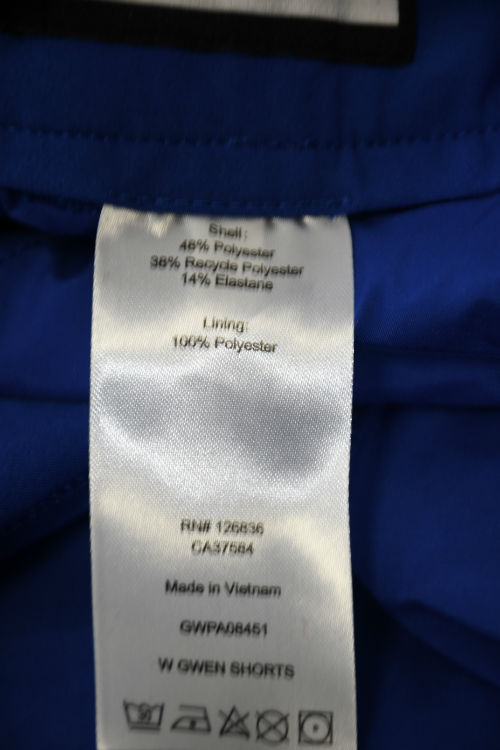 Shell:
48% Polyester
38% Recycle Polyester
14% Elastane
Lining:
100% Polyester
RN# 126836
CA37584
Made in Vietnam
GWPA08451
W GWEN SHORTS
30